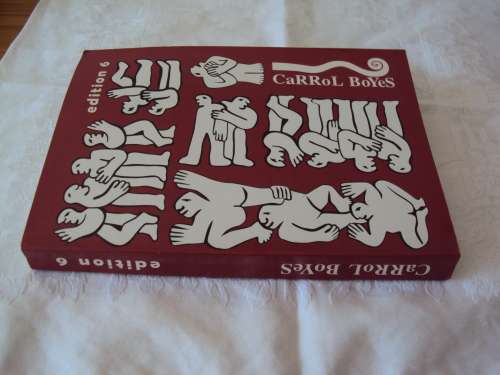 CaRRoL BoYeS
edition 6
edition 6
CaRRoL BoYeS